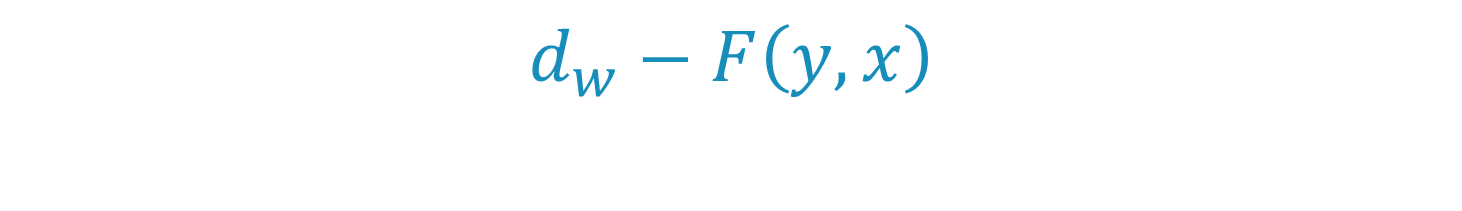 d_w − F(y, x)